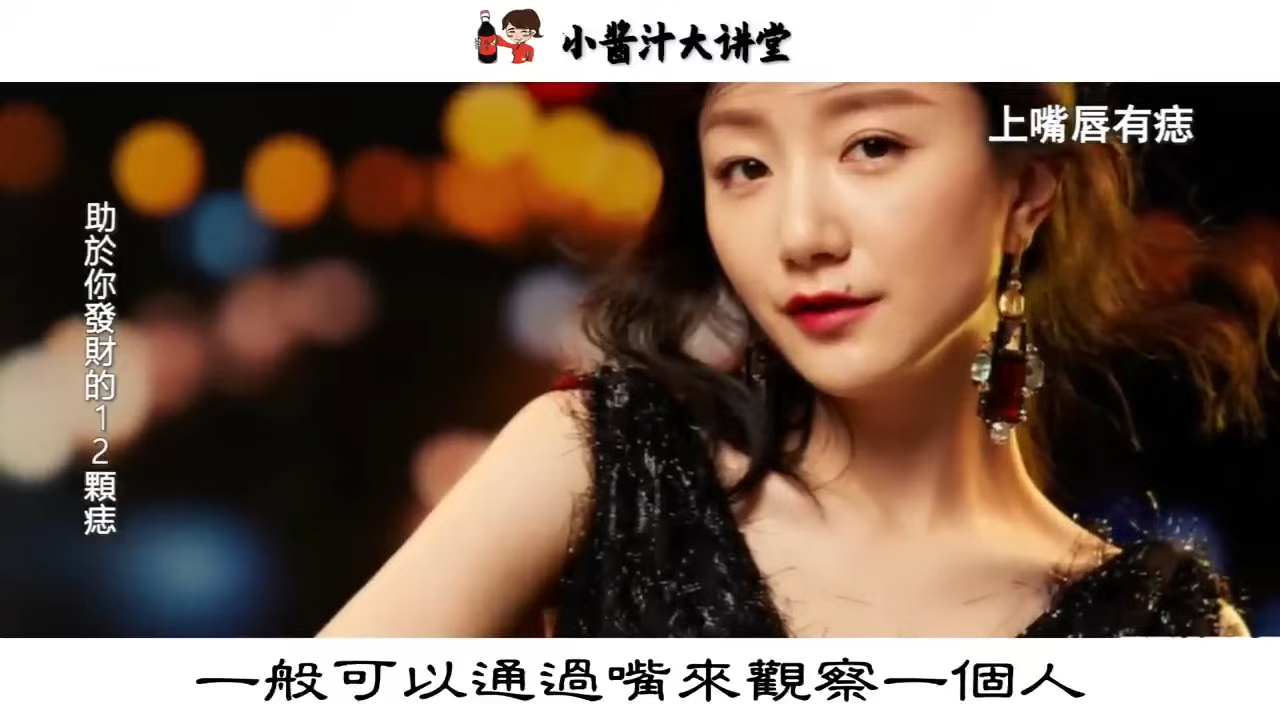 小酱汁大讲堂
上嘴唇有痣
助於你發財的12顆痣
一般可以通過嘴來觀察一個人